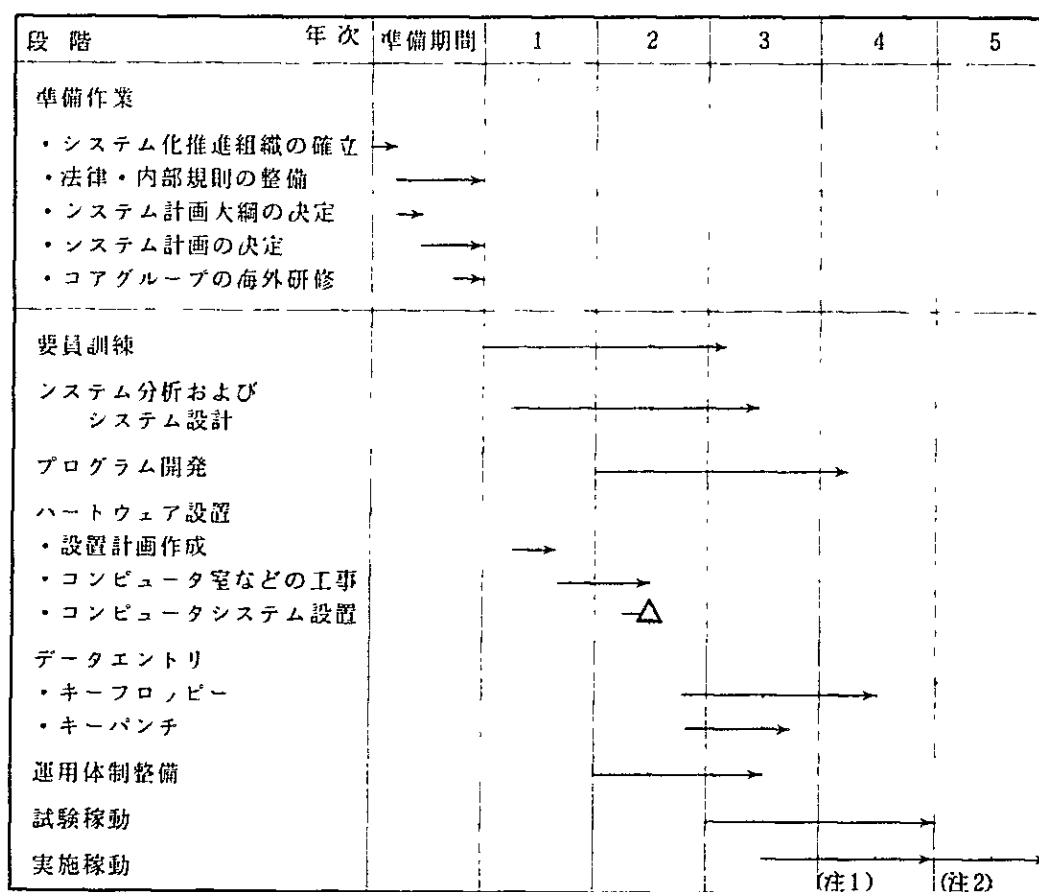 段階 年次 準備期間 1 2 3 4 5
準備作業
・システム化推進組織の確立
・法律・内部規則の整備
・システム計画大綱の決定
・システム計画の決定
・コアグループの海外研修
要員訓練
システム分析および
システム設計
プログラム開発
ハートウェア設置
・設置計画作成
・コンピュータ室などの工事
・コンピュータシステム設置
データエントリ
・キーフロッピー
・キーパンチ
運用体制整備
試験稼動
実施稼動
(注1) (注2)